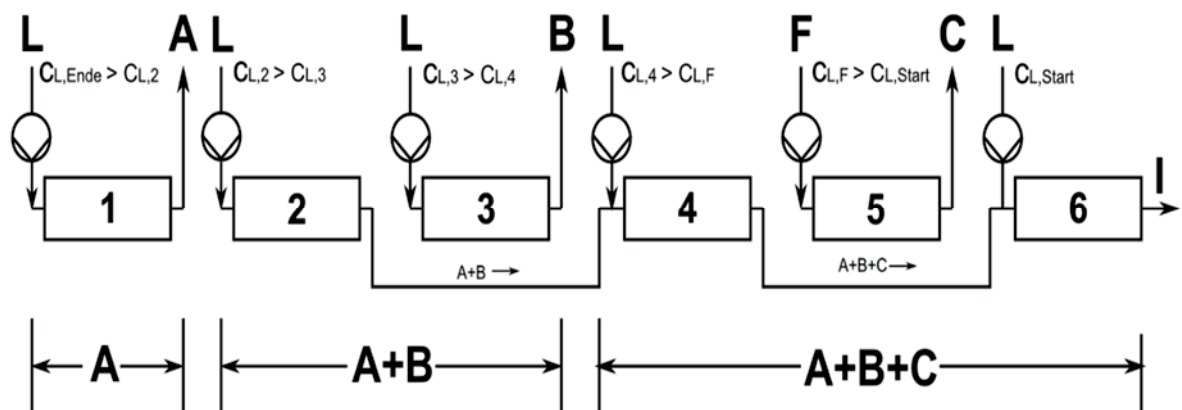 L A L L B L F C L
CL,Ende > CL,2 CL,2 > CL,3 CL,3 > CL,4 CL,4 > CL,F CL,F > CL,Start CL,Start
1 2 3 4 5 6 I
A+B → A+B+C →
A A+B A+B+C